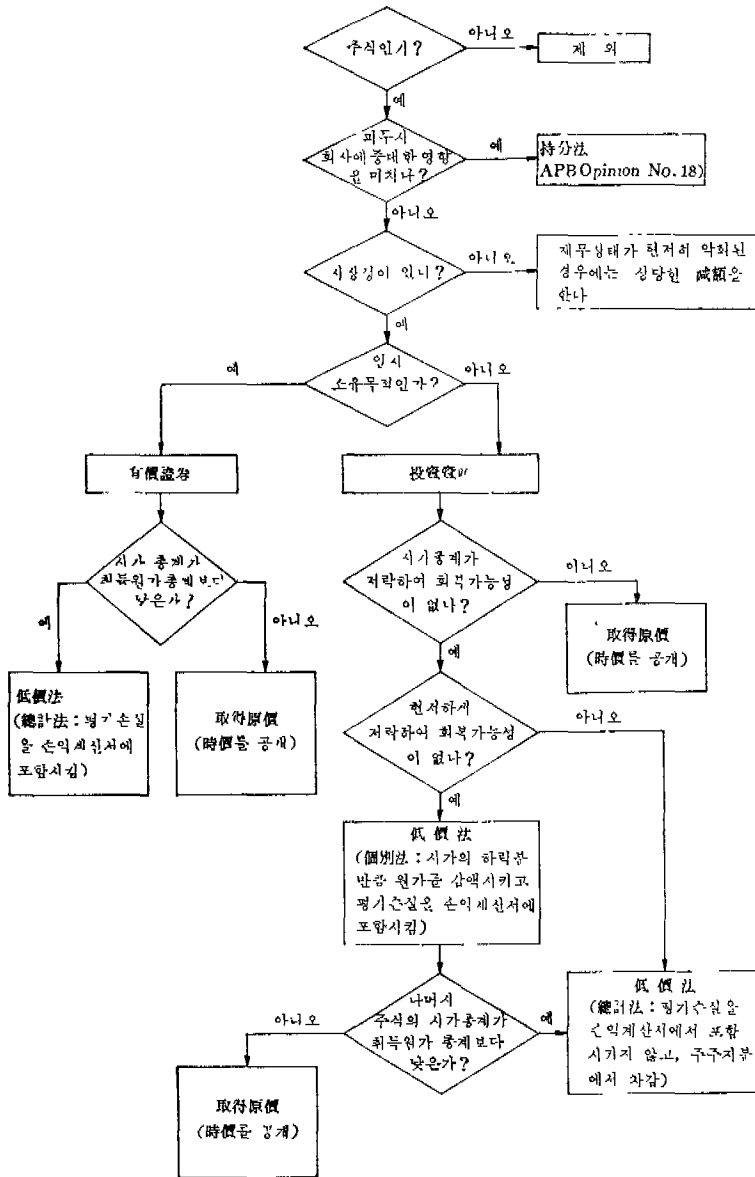 주식인가?
아니오
제 외
예
피투자
회사에 중대한 영향
을 미치나?
예
持分法
APB Opinion No. 18)
아니오
시장성이 있나?
아니오
재무상태가 현저히 악화된
경우에는 상당한 減額을
한다
예
일시
소유목적인가?
예
아니오
有價證券
投資證券
시가 총계가
취득원가 총계보다
낮은가?
예
아니오
低價法
(總計法 : 평가손실
을 손익계산서에
포함시킴)
取得原價
(時價를 공개)
시가총계가
저락하여 회복가능성
이 없나?
아니오
取得原價
(時價를 공개)
예
현저하게
저락하여 회복가능성
이 없나?
아니오
예
低 價 法
(個別法 : 시가의 하락분
만큼 원가를 감액시키고
평가손실은 손익계산서에
포함시킴)
나머지
주식의 시가총계가
취득원가 총계보다
낮은가?
아니오
예
低 價 法
(總計法 : 평가손실을
손익계산서에서 포함
시키지 않고, 주주지분
에서 차감)
取得原價
(時價를 공개)